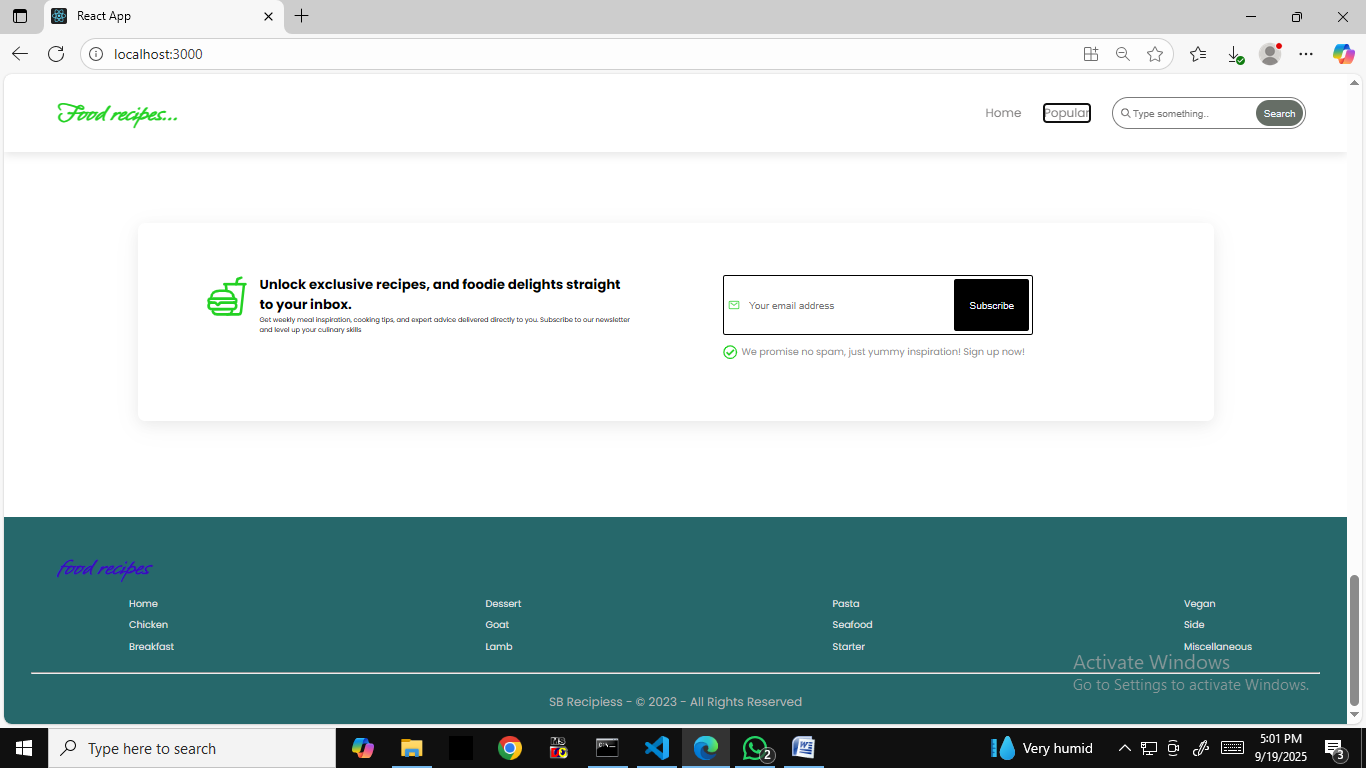 React App
localhost:3000
Food recipes...
Home
Popular
Type something..
Search
Unlock exclusive recipes, and foodie delights straight
to your inbox.
Get weekly meal inspiration, cooking tips, and expert advice delivered directly to you. Subscribe to our newsletter
and level up your culinary skills
Your email address
Subscribe
We promise no spam, just yummy inspiration! Sign up now!
food recipes
Home
Dessert
Pasta
Vegan
Chicken
Goat
Seafood
Side
Breakfast
Lamb
Starter
Miscellaneous
Activate Windows
Go to Settings to activate Windows.
SB Recipiess - © 2023 - All Rights Reserved
Type here to search
2
Very humid
5:01 PM
9/19/2025
3